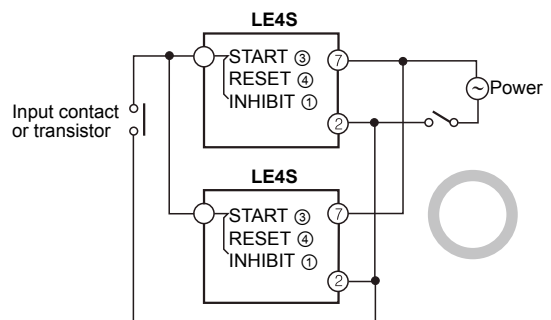 LE4S
START ③
RESET ④
INHIBIT ①
⑦
②
Power
Input contact
or transistor
LE4S
START ③
RESET ④
INHIBIT ①
⑦
②